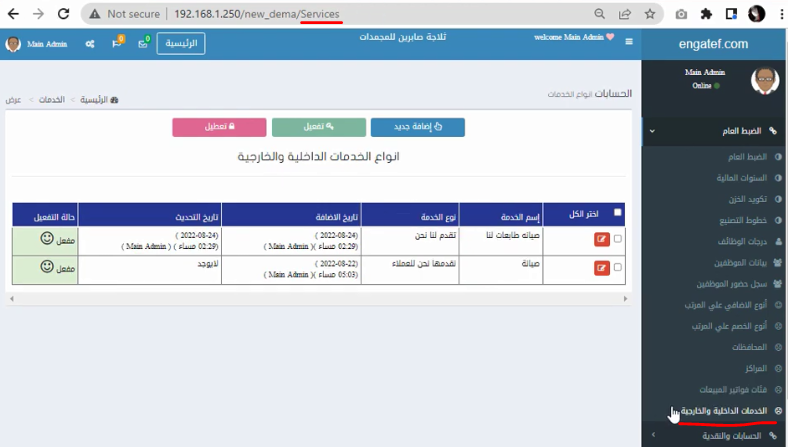 Not secure
192.168.1.250/new_dema/Services
engatef.com
welcome Main Admin
ثلاجة صابرين للمجمدات
الرئيسية
0
0
Main Admin
Main Admin
Online
الضبط العام
الضبط العام
السنوات المالية
تكويد الخزن
خطوط التصنيع
درجات الوظائف
بيانات الموظفين
سجل حضور الموظفين
أنوع الاضافي علي المرتب
أنوع الخصم علي المرتب
المحافظات
المراكز
فئات فواتير المبيعات
الخدمات الداخلية والخارجية
الحسابات والنقدية
الحسابات انواع الخدمات
الرئيسية > الخدمات > عرض
إضافة جديد
تفعيل
تعطيل
انواع الخدمات الداخلية والخارجية
اختر الكل إسم الخدمة نوع الخدمة تاريخ الاضافة تاريخ التحديث حالة التفعيل
صيانه طابعات لنا تقدم لنا نحن (2022-08-24 ) (2022-08-24 ) مفعل
02:29 مساء )( Main Admin ) 02:29 مساء ) ( Main Admin )
صيانة نقدمها نحن للعملاء (2022-08-22 ) لايوجد مفعل
05:03 مساء )( Main Admin )